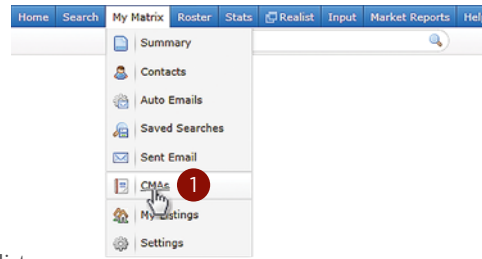 Home Search My Matrix Roster Stats Realist Input Market Reports Hel
Summary
Contacts
Auto Emails
Saved Searches
Sent Email
CMAs 1
My Listings
Settings